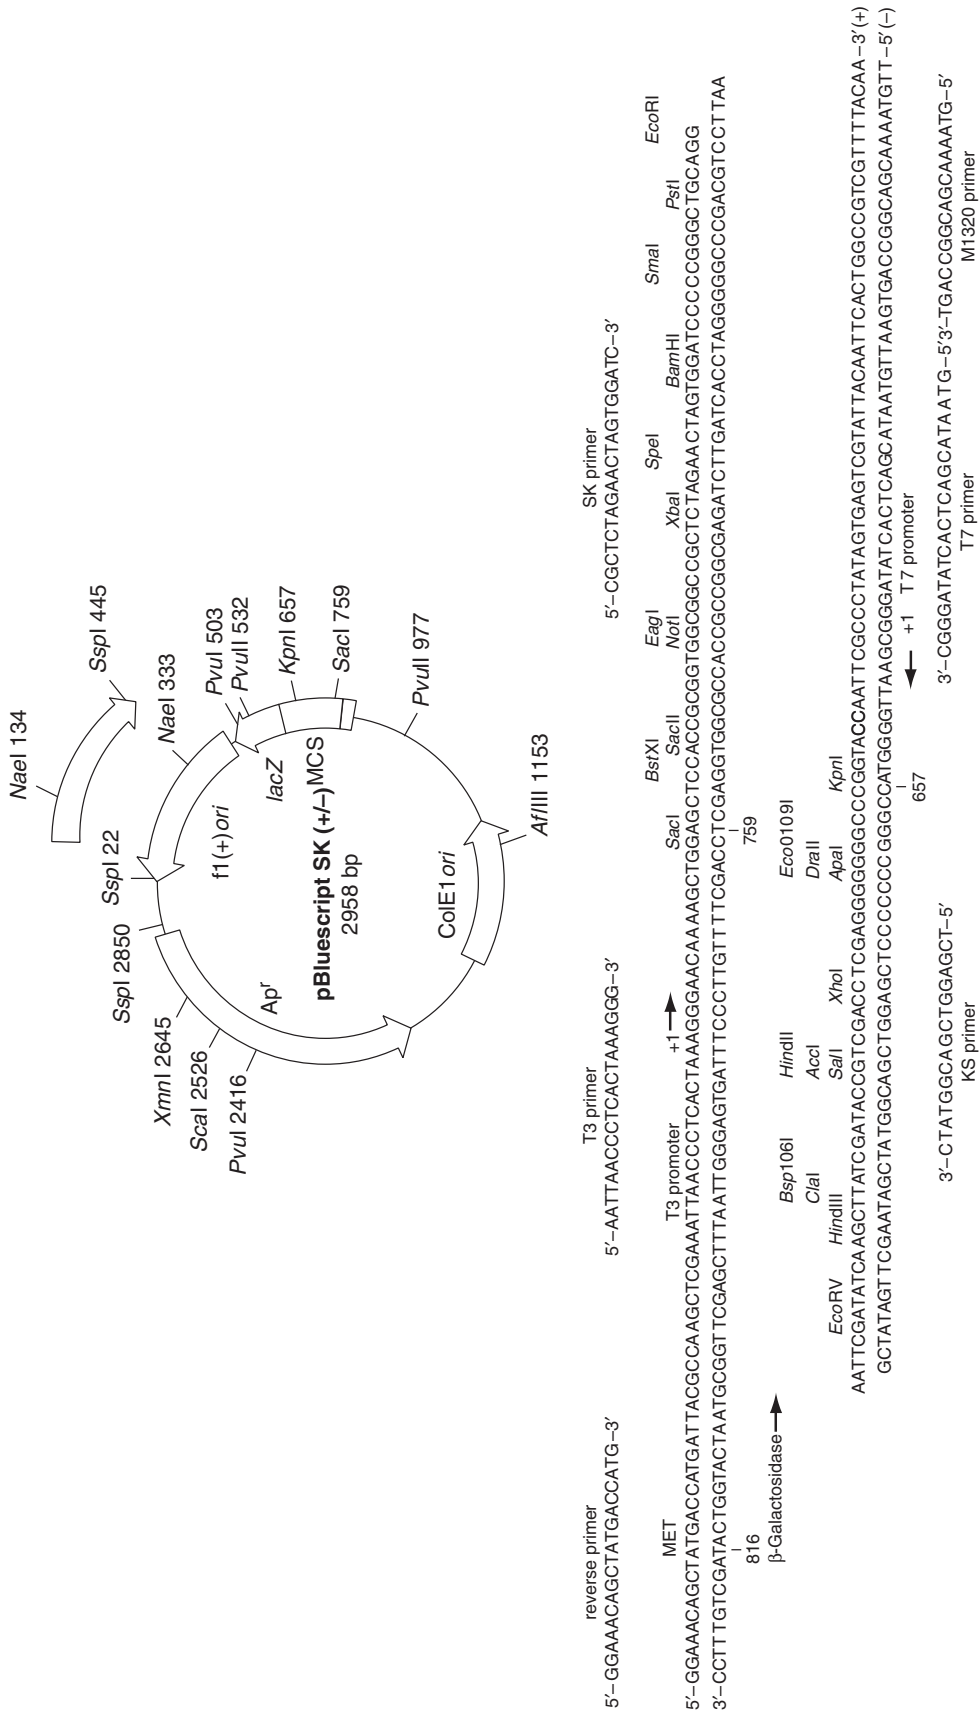 NaeI 134
SspI 445
SspI 22
NaeI 333
SspI 2850
XmnI 2645
ScaI 2526
PvuI 2416
PvuI 503
PvuII 532
KpnI 657
SacI 759
PvuII 977
AflIII 1153
f1(+)ori
lacZ
MCS
Apr
ColE1 ori
pBluescript SK (+/–)
2958 bp
reverse primer
5′–GGAAACAGCTATGACCATG–3′
T3 primer
5′–AATTAACCCTCACTAAAGGG–3′
SK primer
5′–CGCTCTAGAACTAGTGGATC–3′
MET
T3 promoter
+1
SacI
BstXI
SacII
EagI
NotI
XbaI
SpeI
BamHI
SmaI
PstI
EcoRI
5′–GGAAACAGCTATGACCATGATTACGCCAAGCTCGAAATTAACCCTCACTAAAGGGAACAAAAGCTGGAGCTCCACCGCGGTGGCGGCCGCTCTAGAACTAGTGGATCCCCCGGGCTGCAGG
3′–CCTTTGTCGATACTGGTACTAATGCGGTTCGAGCTTTAATTGGGAGTGATTTCCCTTGTTTTCGACCTCGAGGTGGCGCCACCGCCGGCGAGATCTTGATCACCTAGGGGGCCCGACGTCCTTAA
816
759
β-Galactosidase
EcoRV
HindIII
Bsp106I
ClaI
HindII
AccI
SalI
XhoI
Eco0109I
DraII
ApaI
KpnI
AATTCGATATCAAGCTTATCGATACCGTCGACCTCGAGGGGGGGCCCGGTACCAATTCGCCCTATAGTGAGTCGTATTACAATTCACTGGCCGTCGTTTTACAA–3′(+)
GCTATAGTTCGAATAGCTATGGCAGCTGGAGCTCCCCCCCGGGCCATGGGGTTAAGCGGGATATCACTCAGCATAATGTTAAGTGACCGGCAGCAAAATGTT–5′(–)
657
+1 T7 promoter
3′–CTATGGCAGCTGGAGCT–5′
KS primer
3′–CGGGATATCACTCAGCATAATG–5′
T7 primer
3′–TGACCGGCAGCAAAATG–5′
M1320 primer